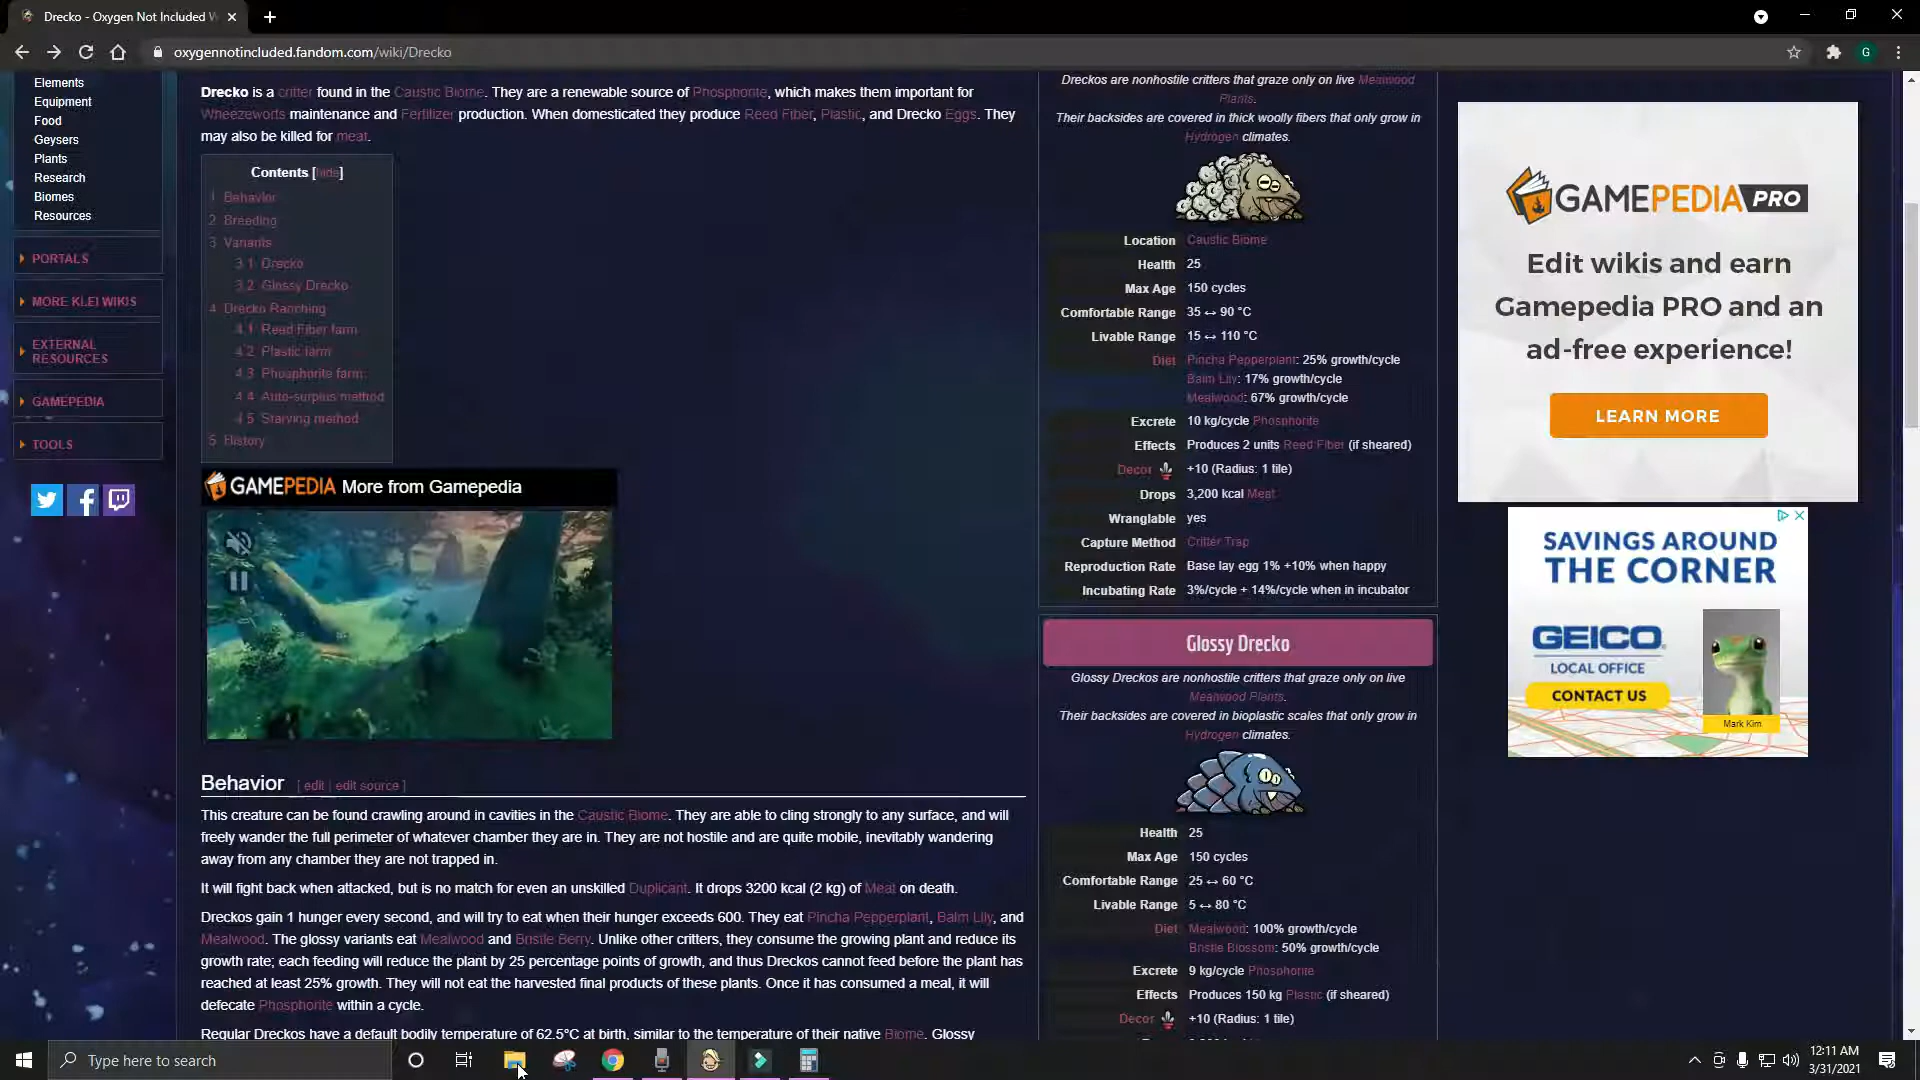 Drecko - Oxygen Not Included W
oxygennotincluded.fandom.com/wiki/Drecko
G
Elements
Equipment
Food
Geysers
Plants
Research
Biomes
Resources
PORTALS
MORE KLEI WIKIS
EXTERNAL
RESOURCES
GAMEPEDIA
TOOLS
Drecko is a critter found in the Caustic Biome. They are a renewable source of Phosphorite, which makes them important for
Wheezeworts maintenance and Fertilizer production. When domesticated they produce Reed Fiber, Plastic, and Drecko Eggs. They
may also be killed for meat.
Contents [hide]
1 Behavior
2 Breeding
3 Variants
3.1 Drecko
3.2 Glossy Drecko
4 Drecko Ranching
4.1 Reed Fiber farm
4.2 Plastic farm
4.3 Phosphorite farm
4.4 Auto-surplus method
4.5 Starving method
5 History
GAMEPEDIA More from Gamepedia
Behavior [ edit | edit source ]
This creature can be found crawling around in cavities in the Caustic Biome. They are able to cling strongly to any surface, and will
freely wander the full perimeter of whatever chamber they are in. They are not hostile and are quite mobile, inevitably wandering
away from any chamber they are not trapped in.
It will fight back when attacked, but is no match for even an unskilled Duplicant. It drops 3200 kcal (2 kg) of Meat on death.
Dreckos gain 1 hunger every second, and will try to eat when their hunger exceeds 600. They eat Pincha Pepperplant, Balm Lily, and
Mealwood. The glossy variants eat Mealwood and Bristle Berry. Unlike other critters, they consume the growing plant and reduce its
growth rate; each feeding will reduce the plant by 25 percentage points of growth, and thus Dreckos cannot feed before the plant has
reached at least 25% growth. They will not eat the harvested final products of these plants. Once it has consumed a meal, it will
defecate Phosphorite within a cycle.
Regular Dreckos have a default bodily temperature of 62.5°C at birth, similar to the temperature of their native Biome. Glossy
Dreckos are nonhostile critters that graze only on live Mealwood
Plants.
Their backsides are covered in thick woolly fibers that only grow in
Hydrogen climates.
Location Caustic Biome
Health 25
Max Age 150 cycles
Comfortable Range 35 ↔ 90 °C
Livable Range 15 ↔ 110 °C
Diet Pincha Pepperplant: 25% growth/cycle
Balm Lily: 17% growth/cycle
Mealwood: 67% growth/cycle
Excrete 10 kg/cycle Phosphorite
Effects Produces 2 units Reed Fiber (if sheared)
Decor +10 (Radius: 1 tile)
Drops 3,200 kcal Meat
Wranglable yes
Capture Method Critter Trap
Reproduction Rate Base lay egg 1% +10% when happy
Incubating Rate 3%/cycle + 14%/cycle when in incubator
Glossy Drecko
Glossy Dreckos are nonhostile critters that graze only on live
Mealwood Plants.
Their backsides are covered in bioplastic scales that only grow in
Hydrogen climates.
Health 25
Max Age 150 cycles
Comfortable Range 25 ↔ 60 °C
Livable Range 5 ↔ 80 °C
Diet Mealwood: 100% growth/cycle
Bristle Blossom: 50% growth/cycle
Excrete 9 kg/cycle Phosphorite
Effects Produces 150 kg Plastic (if sheared)
Decor +10 (Radius: 1 tile)
GAMEPEDIA PRO
Edit wikis and earn
Gamepedia PRO and an
ad-free experience!
LEARN MORE
SAVINGS AROUND
THE CORNER
GEICO
LOCAL OFFICE
CONTACT US
Mark Kim
Type here to search
12:11 AM
3/31/2021